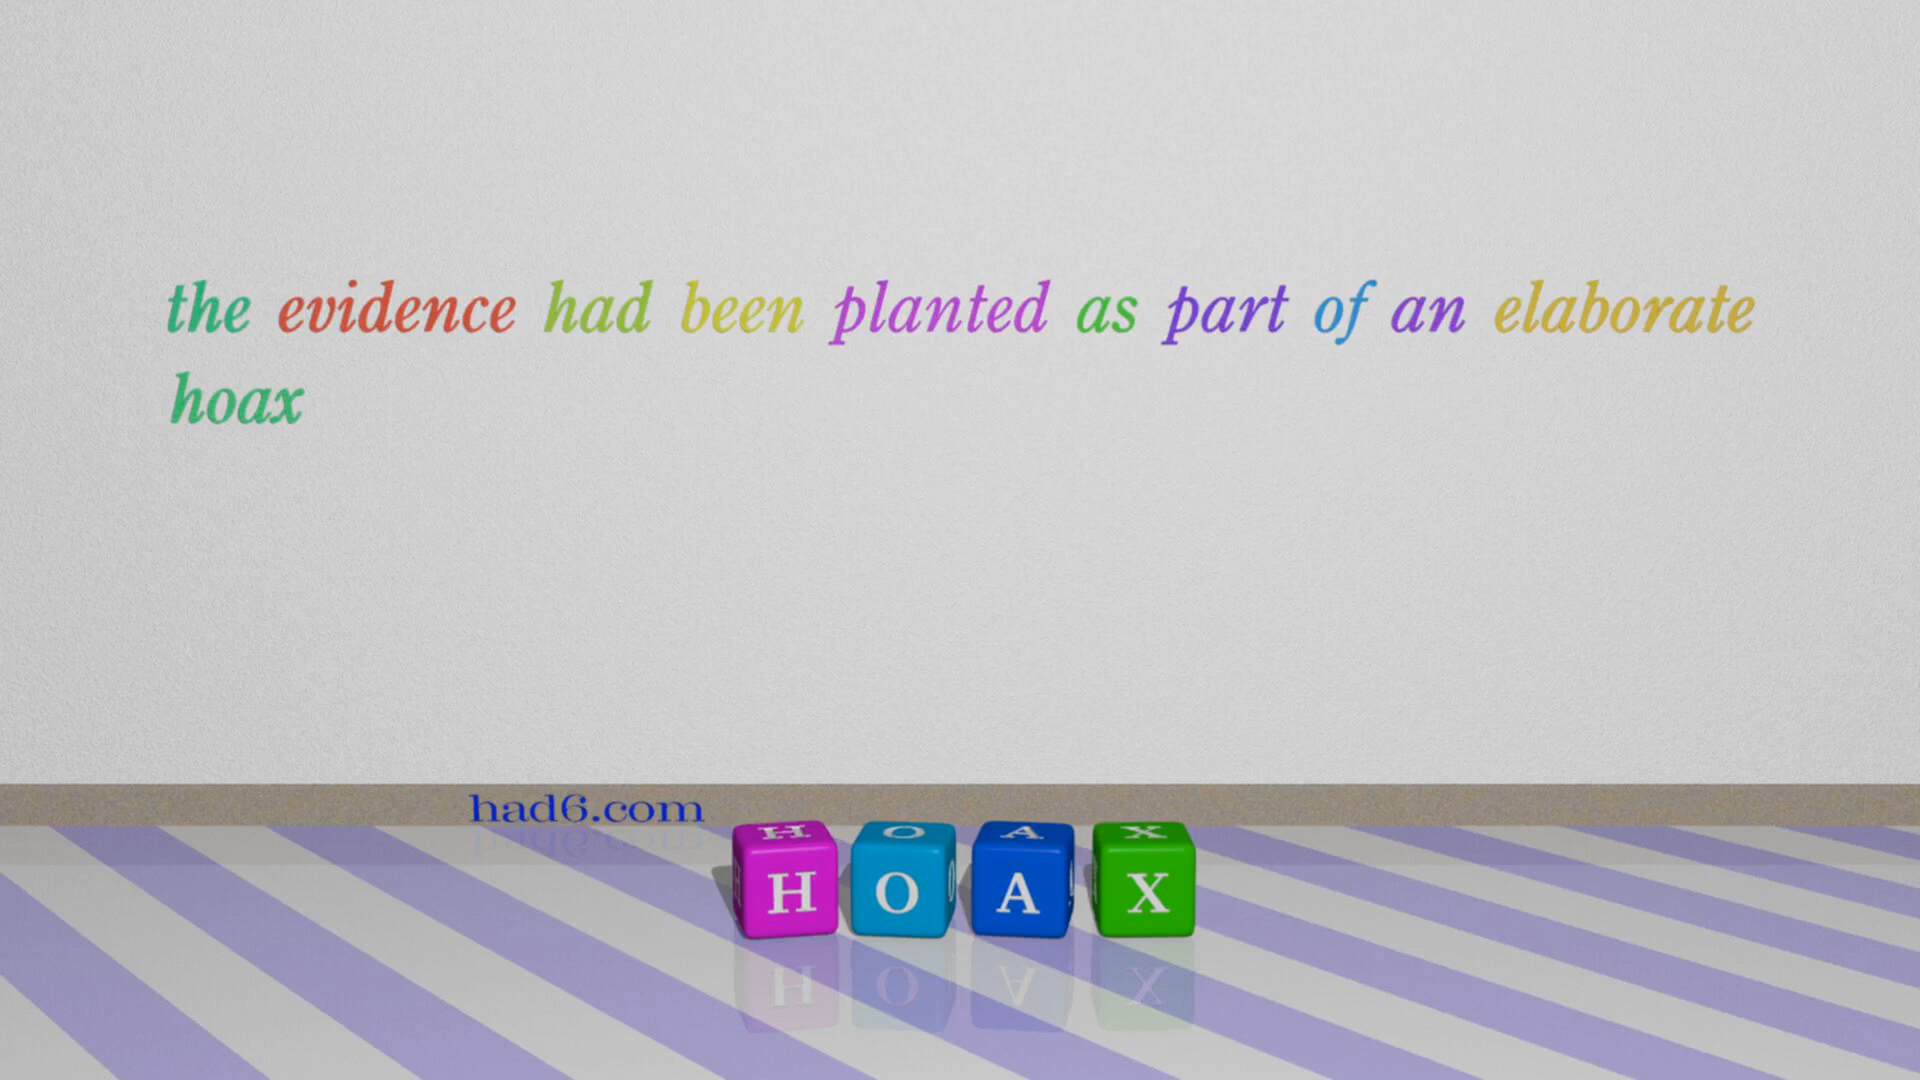 the evidence had been planted as part of an elaborate
hoax
had6.com
H O A X
H O A X